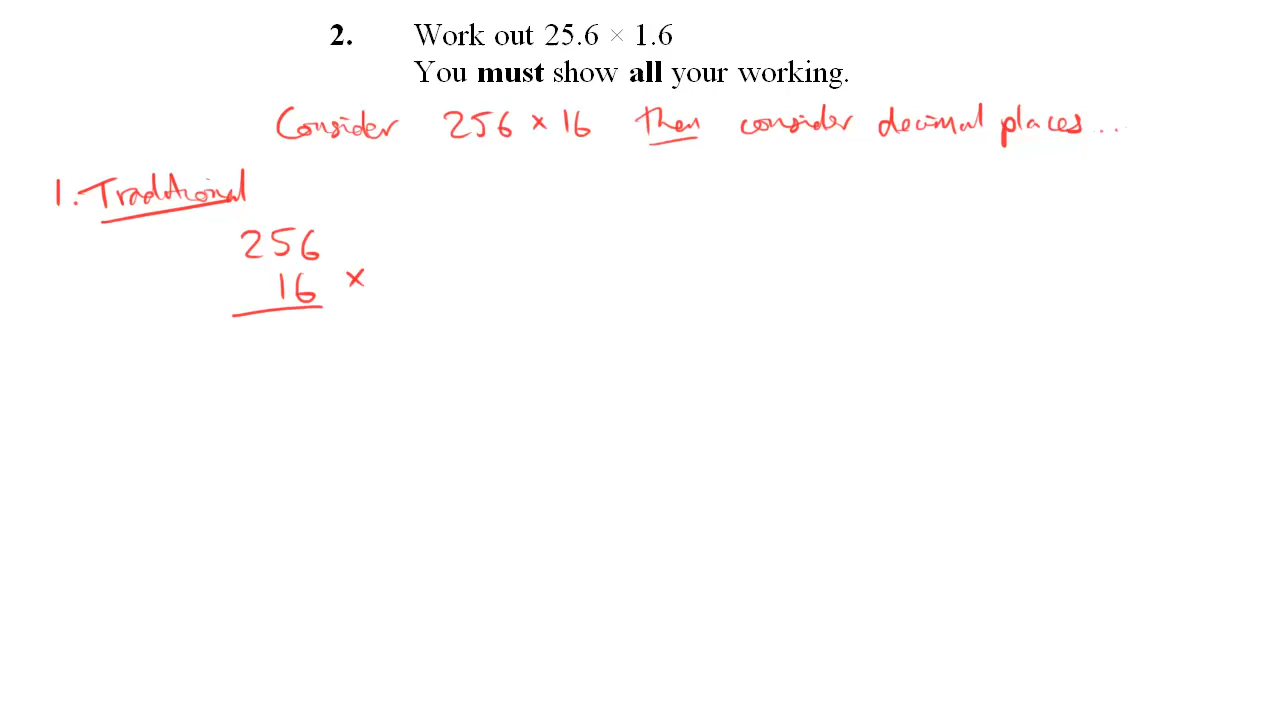 2. Work out 25.6 × 1.6
You must show all your working.
Consider 256 × 16 then consider decimal places ...
1. Traditional
256
16 ×